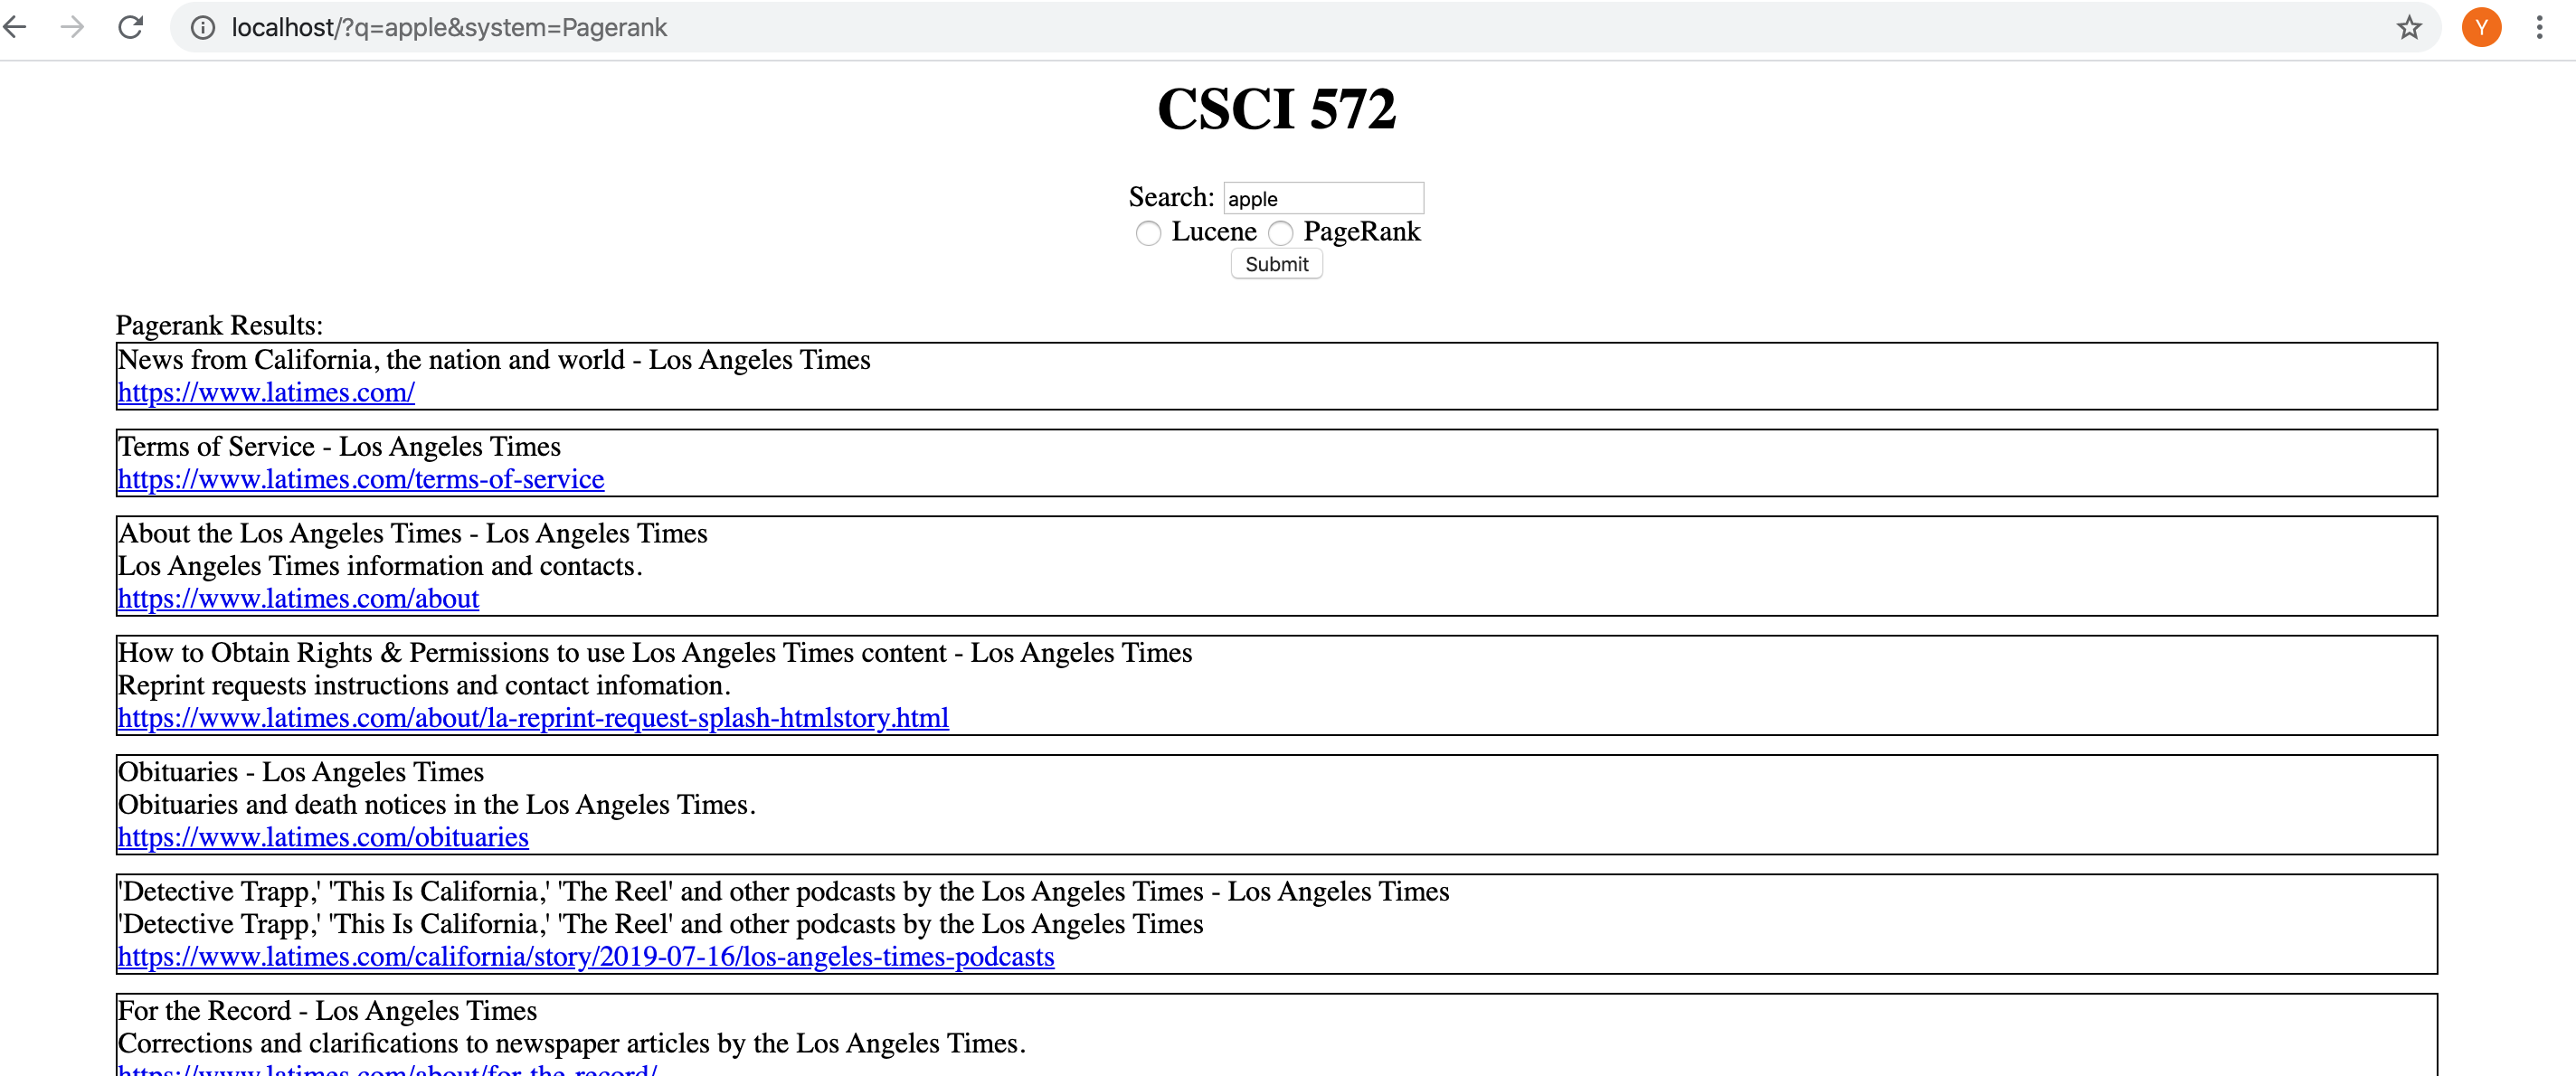 localhost/?q=apple&system=Pagerank
Y
CSCI 572
Search: apple
Lucene PageRank
Submit
Pagerank Results:
News from California, the nation and world - Los Angeles Times
https://www.latimes.com/
Terms of Service - Los Angeles Times
https://www.latimes.com/terms-of-service
About the Los Angeles Times - Los Angeles Times
Los Angeles Times information and contacts.
https://www.latimes.com/about
How to Obtain Rights & Permissions to use Los Angeles Times content - Los Angeles Times
Reprint requests instructions and contact infomation.
https://www.latimes.com/about/la-reprint-request-splash-htmlstory.html
Obituaries - Los Angeles Times
Obituaries and death notices in the Los Angeles Times.
https://www.latimes.com/obituaries
'Detective Trapp,' 'This Is California,' 'The Reel' and other podcasts by the Los Angeles Times - Los Angeles Times
'Detective Trapp,' 'This Is California,' 'The Reel' and other podcasts by the Los Angeles Times
https://www.latimes.com/california/story/2019-07-16/los-angeles-times-podcasts
For the Record - Los Angeles Times
Corrections and clarifications to newspaper articles by the Los Angeles Times.
https://www.latimes.com/about/for-the-record/